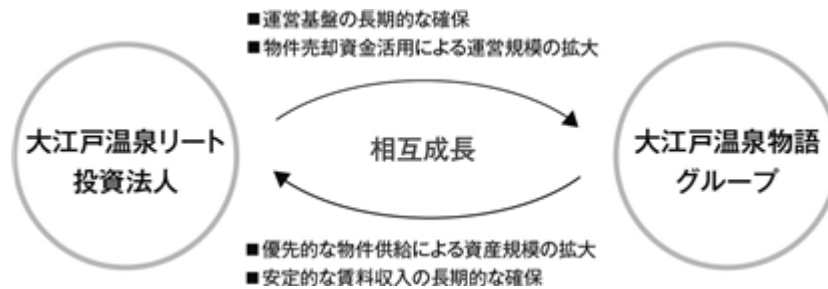 ■運営基盤の長期的な確保
■物件売却資金活用による運営規模の拡大
大江戸温泉リート
投資法人
相互成長
大江戸温泉物語
グループ
■優先的な物件供給による資産規模の拡大
■安定的な賃料収入の長期的な確保